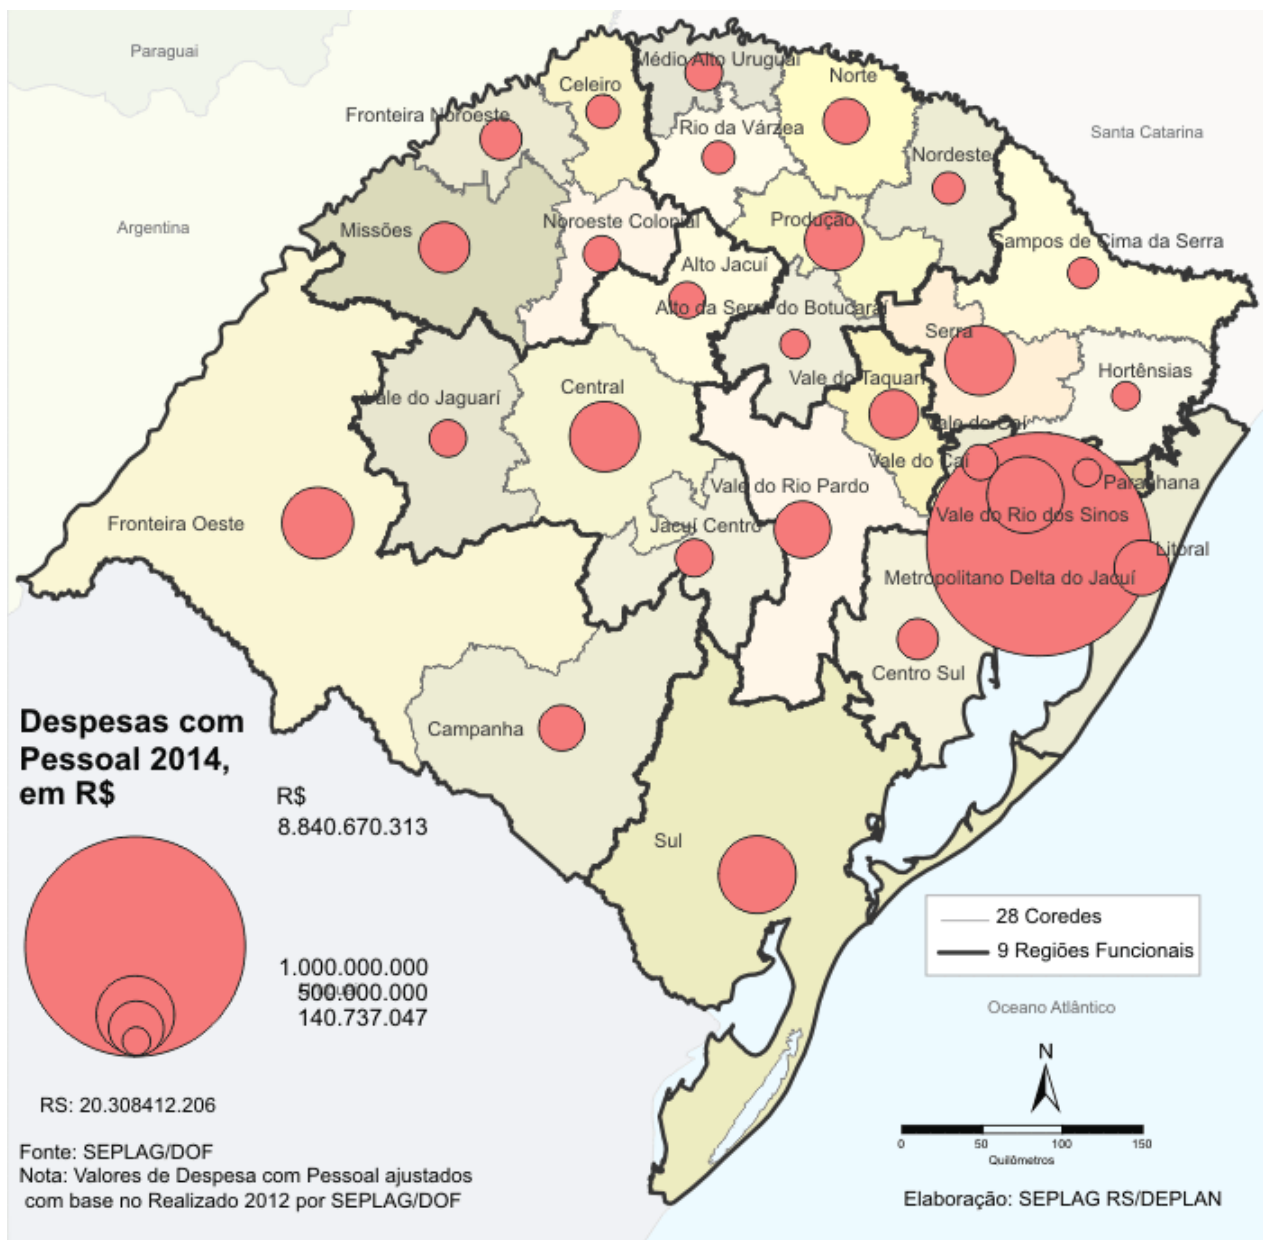 Paraguai
Médio Alto Uruguai
Norte
Celeiro
Fronteira Noroeste
Rio da Várzea
Santa Catarina
Nordeste
Argentina
Missões
Noroeste Colonial
Produção
Campos de Cima da Serra
Alto Jacuí
Alto da Serra do Botucaraí
Serra
Hortênsias
Vale do Taquari
Central
Vale do Jaguarí
Vale do Caí
Vale do Caí
Paranhana
Vale do Rio Pardo
Vale do Rio dos Sinos
Fronteira Oeste
Jacuí Centro
Litoral
Metropolitano Delta do Jacuí
Centro Sul
Campanha
Sul
Despesas com
Pessoal 2014,
em R$
R$
8.840.670.313
1.000.000.000
500.000.000
140.737.047
RS: 20.308412.206
Fonte: SEPLAG/DOF
Nota: Valores de Despesa com Pessoal ajustados
com base no Realizado 2012 por SEPLAG/DOF
28 Coredes
9 Regiões Funcionais
Oceano Atlântico
N
0 50 100 150
Quilômetros
Elaboração: SEPLAG RS/DEPLAN